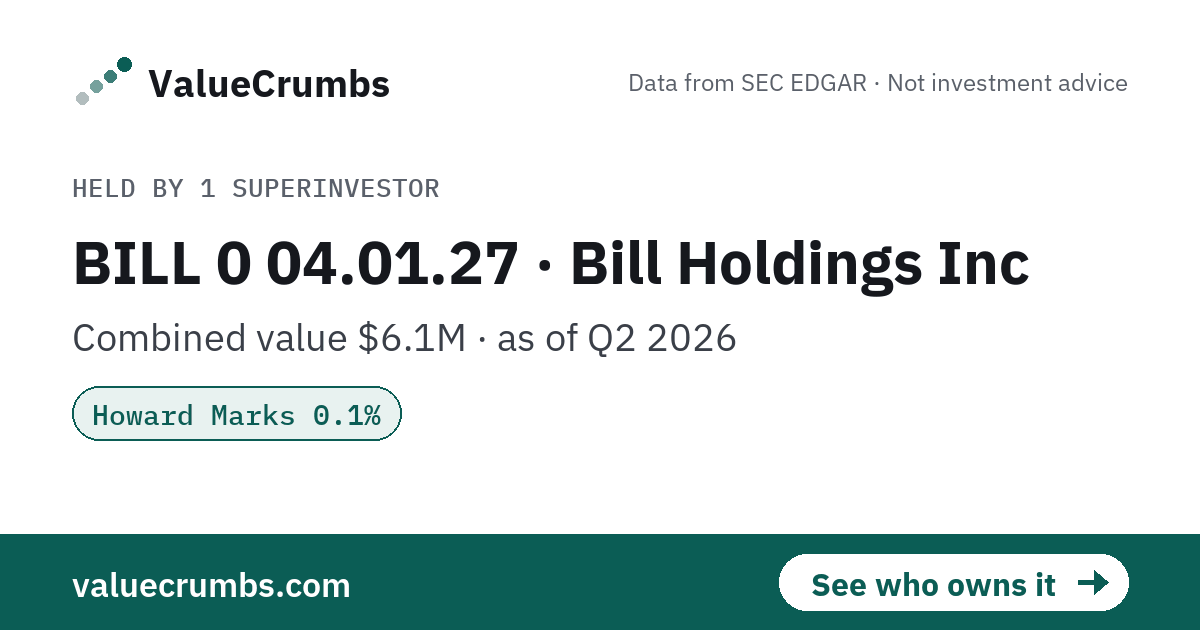 ValueCrumbs
Data from SEC EDGAR · Not investment advice
HELD BY 1 SUPERINVESTOR
BILL 0 04.01.27 · Bill Holdings Inc
Combined value $6.1M · as of Q2 2026
Howard Marks 0.1%
valuecrumbs.com
See who owns it →